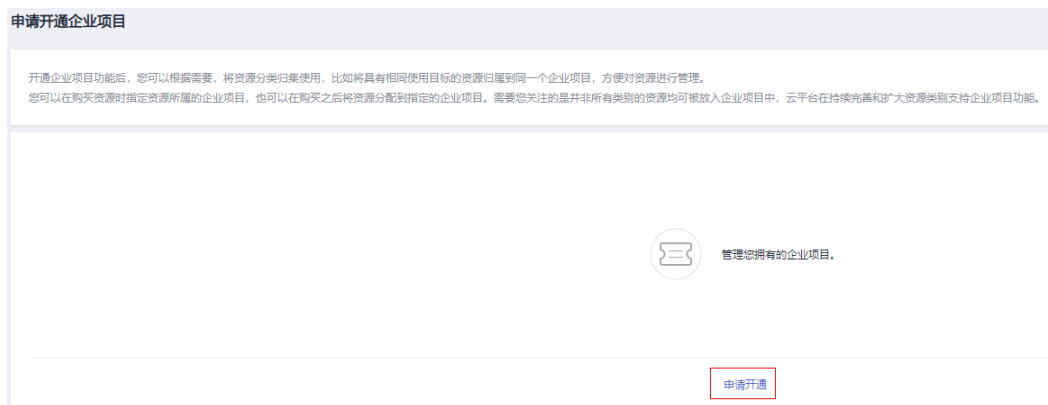 申请开通企业项目
开通企业项目功能后，您可以根据需要，将资源分类归集使用，比如将具有相同使用目标的资源归属到同一个企业项目，方便对资源进行管理。
您可以在购买资源时指定资源所属的企业项目，也可以在购买之后将资源分配到指定的企业项目。需要您关注的是并非所有类别的资源均可被放入企业项目中，云平台在持续完善和扩大资源类别支持企业项目功能。
管理您拥有的企业项目。
申请开通